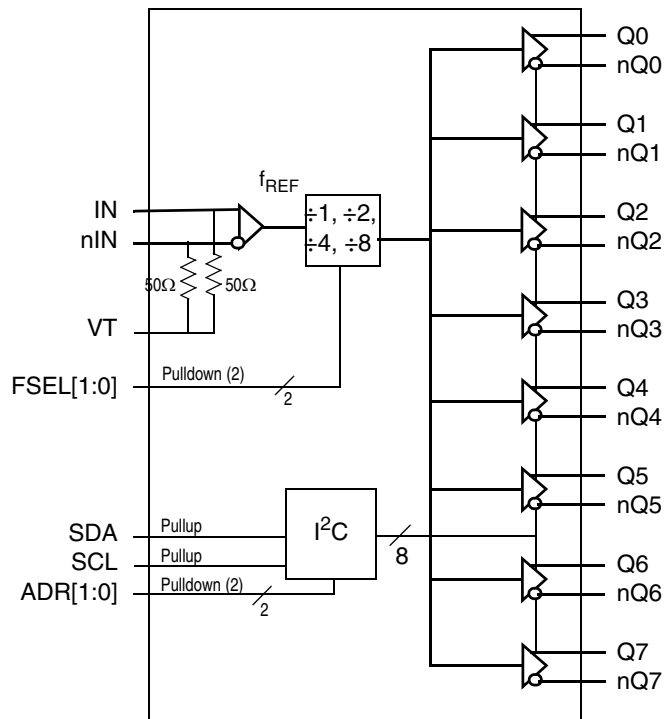 IN
nIN
VT
FSEL[1:0]
SDA
SCL
ADR[1:0]
50Ω
50Ω
Pulldown (2)
2
Pullup
Pullup
Pulldown (2)
2
fREF
÷1, ÷2,
÷4, ÷8
I²C
8
Q0
nQ0
Q1
nQ1
Q2
nQ2
Q3
nQ3
Q4
nQ4
Q5
nQ5
Q6
nQ6
Q7
nQ7